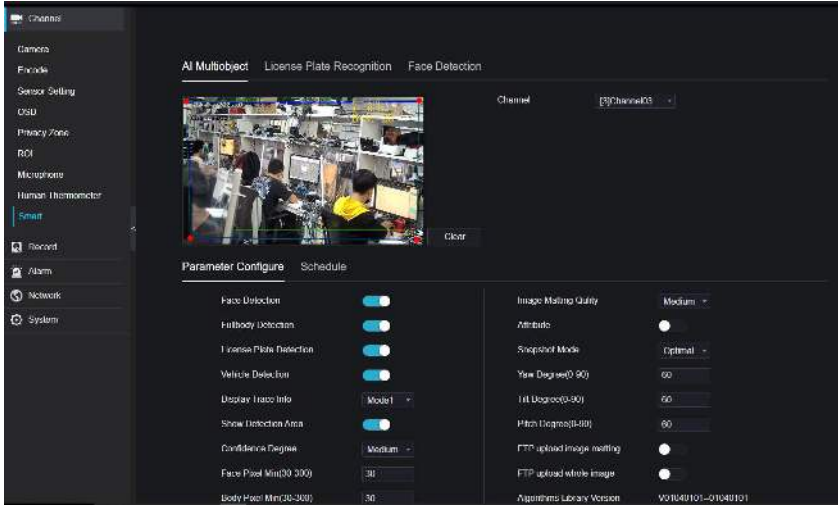 Channel
Camera
Encode
Sensor Setting
OSD
Privacy Zone
ROI
Microphone
Human Thermometer
Smart
Record
Alarm
Network
System
AI Multiobject License Plate Recognition Face Detection
Channel [3]Channel03
Clear
Parameter Configure Schedule
Face Detection
Fullbody Detection
License Plate Detection
Vehicle Detection
Display Trace Info Mode1
Show Detection Area
Confidence Degree Medium
Face Pixel Min(30-300) 30
Body Pixel Min(30-300) 30
Image Matting Qulity Medium
Attribute
Snapshot Mode Optimal
Yaw Degree(0-90) 60
Tilt Degree(0-90) 60
Pitch Degree(0-90) 60
FTP upload image matting
FTP upload whole image
Algorithms Library Version V01040101--01040101